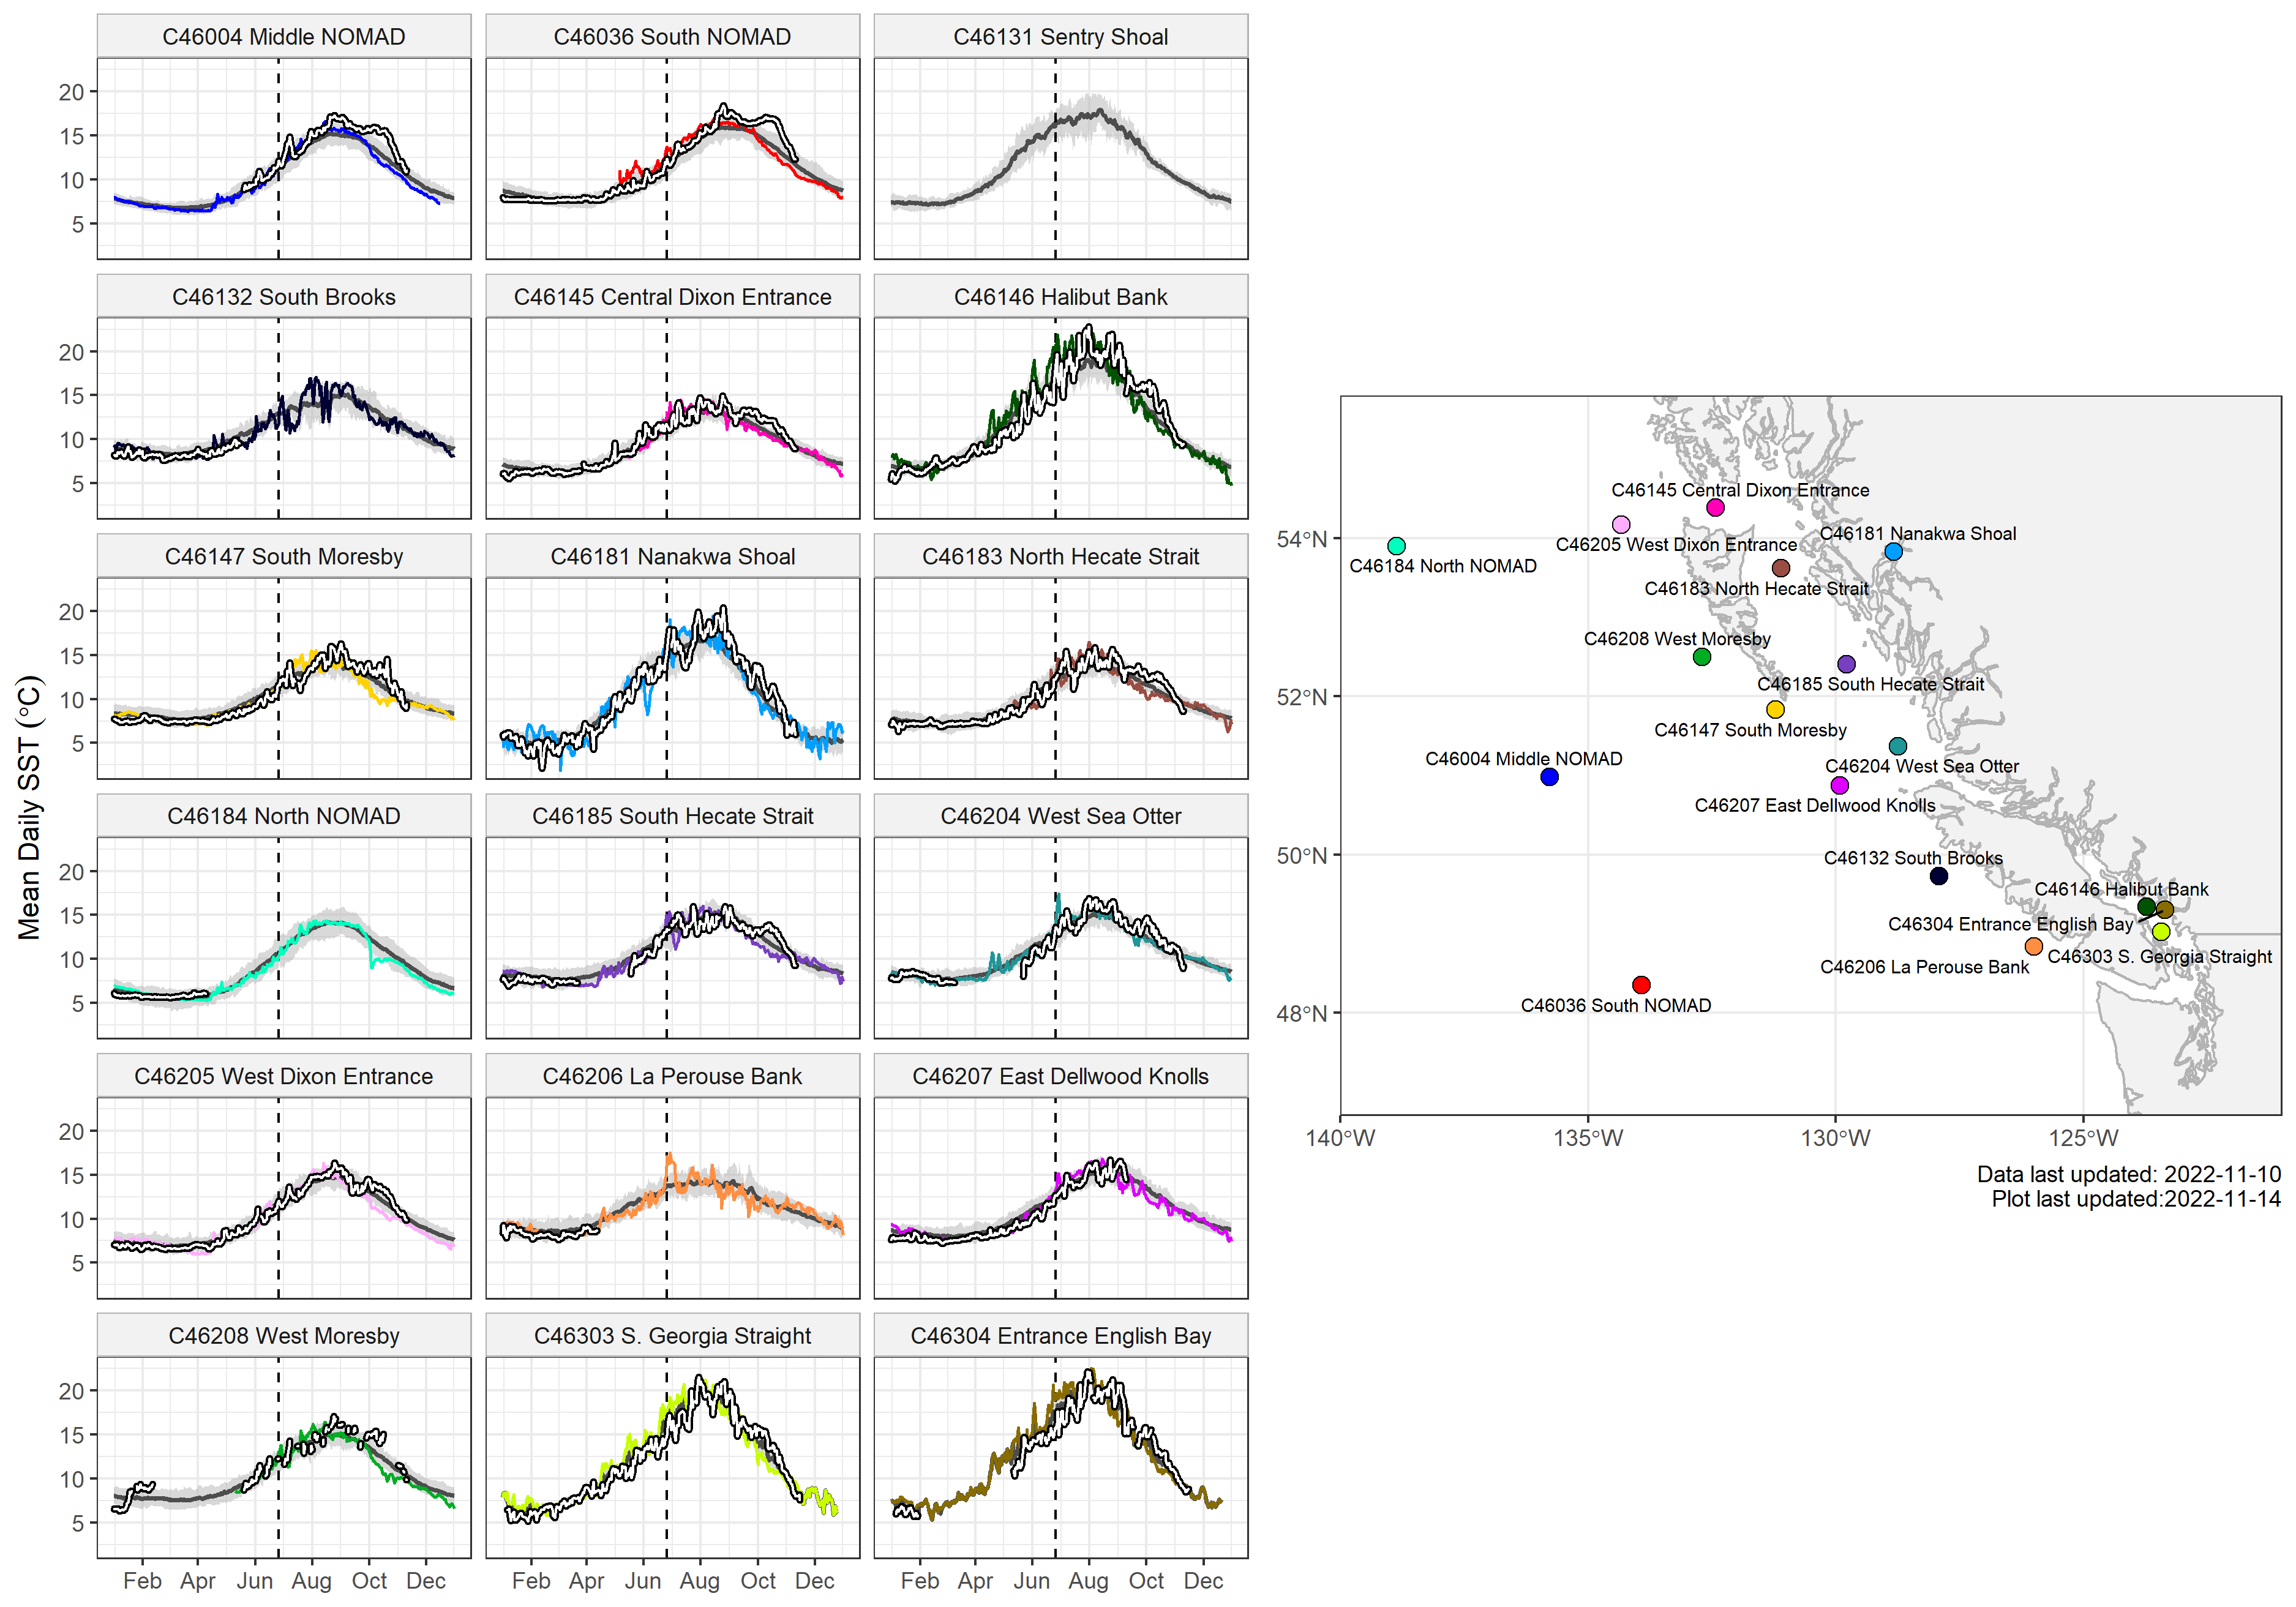 C46004 Middle NOMAD
C46036 South NOMAD
C46131 Sentry Shoal
20
15
10
5
C46132 South Brooks
C46145 Central Dixon Entrance
C46146 Halibut Bank
20
15
10
5
C46147 South Moresby
C46181 Nanakwa Shoal
C46183 North Hecate Strait
20
15
10
5
Mean Daily SST (°C)
C46184 North NOMAD
C46185 South Hecate Strait
C46204 West Sea Otter
20
15
10
5
C46205 West Dixon Entrance
C46206 La Perouse Bank
C46207 East Dellwood Knolls
20
15
10
5
C46208 West Moresby
C46303 S. Georgia Straight
C46304 Entrance English Bay
20
15
10
5
Feb Apr Jun Aug Oct Dec
Feb Apr Jun Aug Oct Dec
Feb Apr Jun Aug Oct Dec
C46145 Central Dixon Entrance
C46181 Nanakwa Shoal
54°N
C46205 West Dixon Entrance
C46184 North NOMAD
C46183 North Hecate Strait
C46208 West Moresby
C46185 South Hecate Strait
52°N
C46147 South Moresby
C46004 Middle NOMAD
C46204 West Sea Otter
C46207 East Dellwood Knolls
50°N
C46132 South Brooks
C46146 Halibut Bank
C46304 Entrance English Bay
C46303 S. Georgia Straight
C46206 La Perouse Bank
C46036 South NOMAD
48°N
140°W
135°W
130°W
125°W
Data last updated: 2022-11-10
Plot last updated:2022-11-14